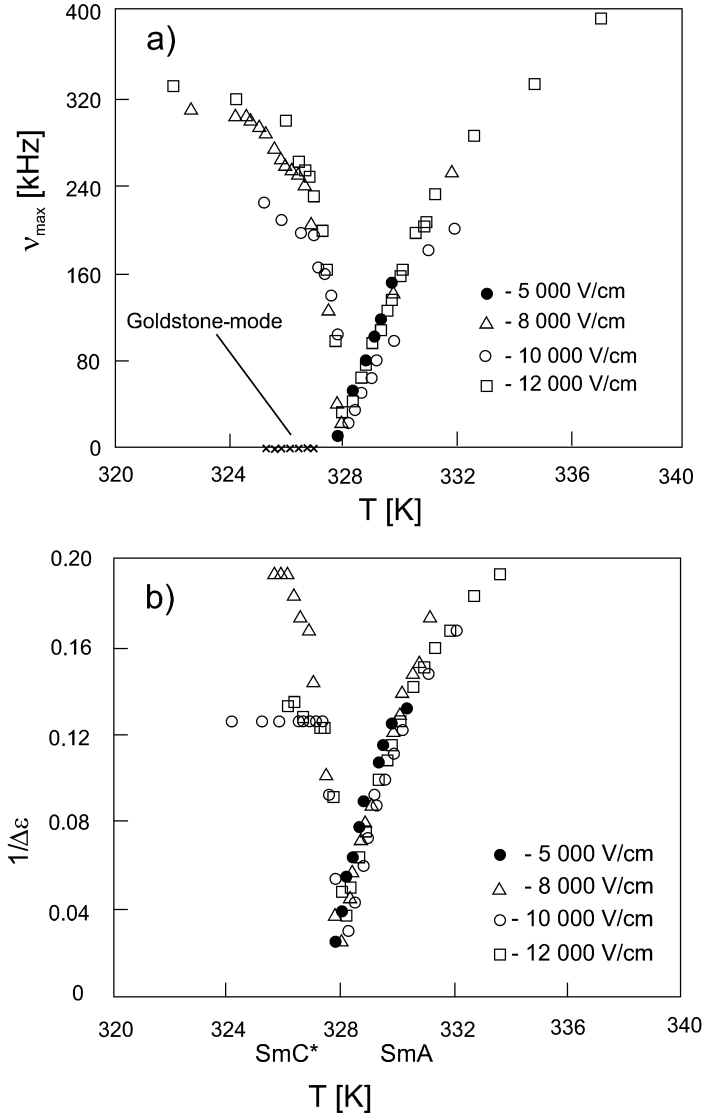 400
a)
320
240
160
80
0
νmax [kHz]
Goldstone-mode
- 5 000 V/cm
- 8 000 V/cm
- 10 000 V/cm
- 12 000 V/cm
320 324 328 332 336 340
T [K]
0.20
b)
0.16
0.12
0.08
0.04
0
1/Δε
- 5 000 V/cm
- 8 000 V/cm
- 10 000 V/cm
- 12 000 V/cm
320 324 328 332 336 340
SmC* SmA
T [K]